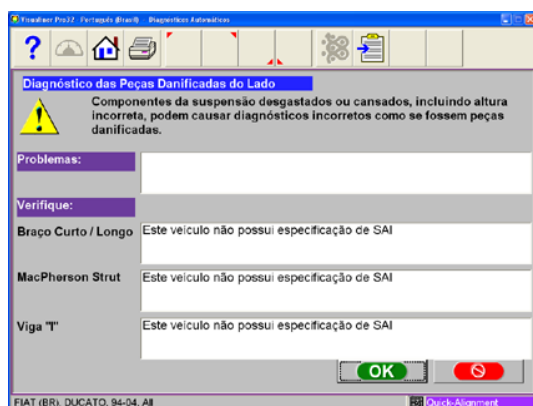 Visualiner Pro32 - Português (Brasil) - Diagnósticos Automáticos
?
Diagnóstico das Peças Danificadas do Lado
Componentes da suspensão desgastados ou cansados, incluindo altura
incorreta, podem causar diagnósticos incorretos como se fossem peças
danificadas.
Problemas:
Verifique:
Braço Curto / Longo
Este veículo não possui especificação de SAI
MacPherson Strut
Este veículo não possui especificação de SAI
Viga "I"
Este veículo não possui especificação de SAI
OK
FIAT (BR), DUCATO, 94-04, All
Quick-Alignment